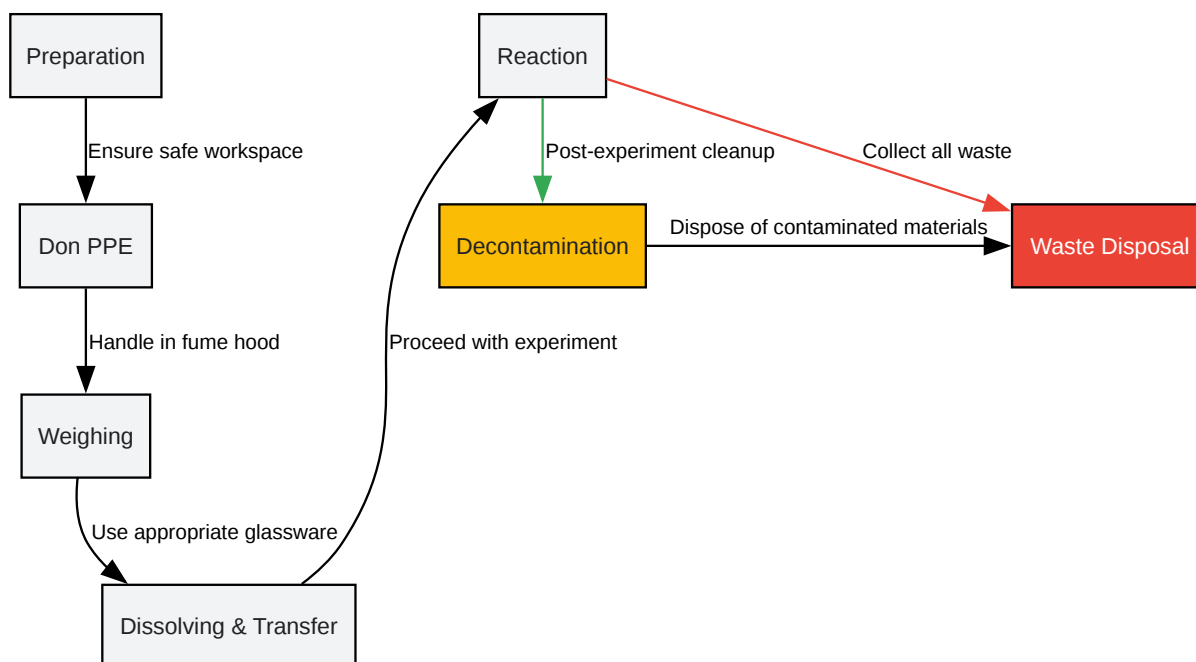 Preparation
Reaction
Ensure safe workspace
Post-experiment cleanup
Collect all waste
Don PPE
Decontamination
Dispose of contaminated materials
Waste Disposal
Handle in fume hood
Proceed with experiment
Weighing
Use appropriate glassware
Dissolving & Transfer